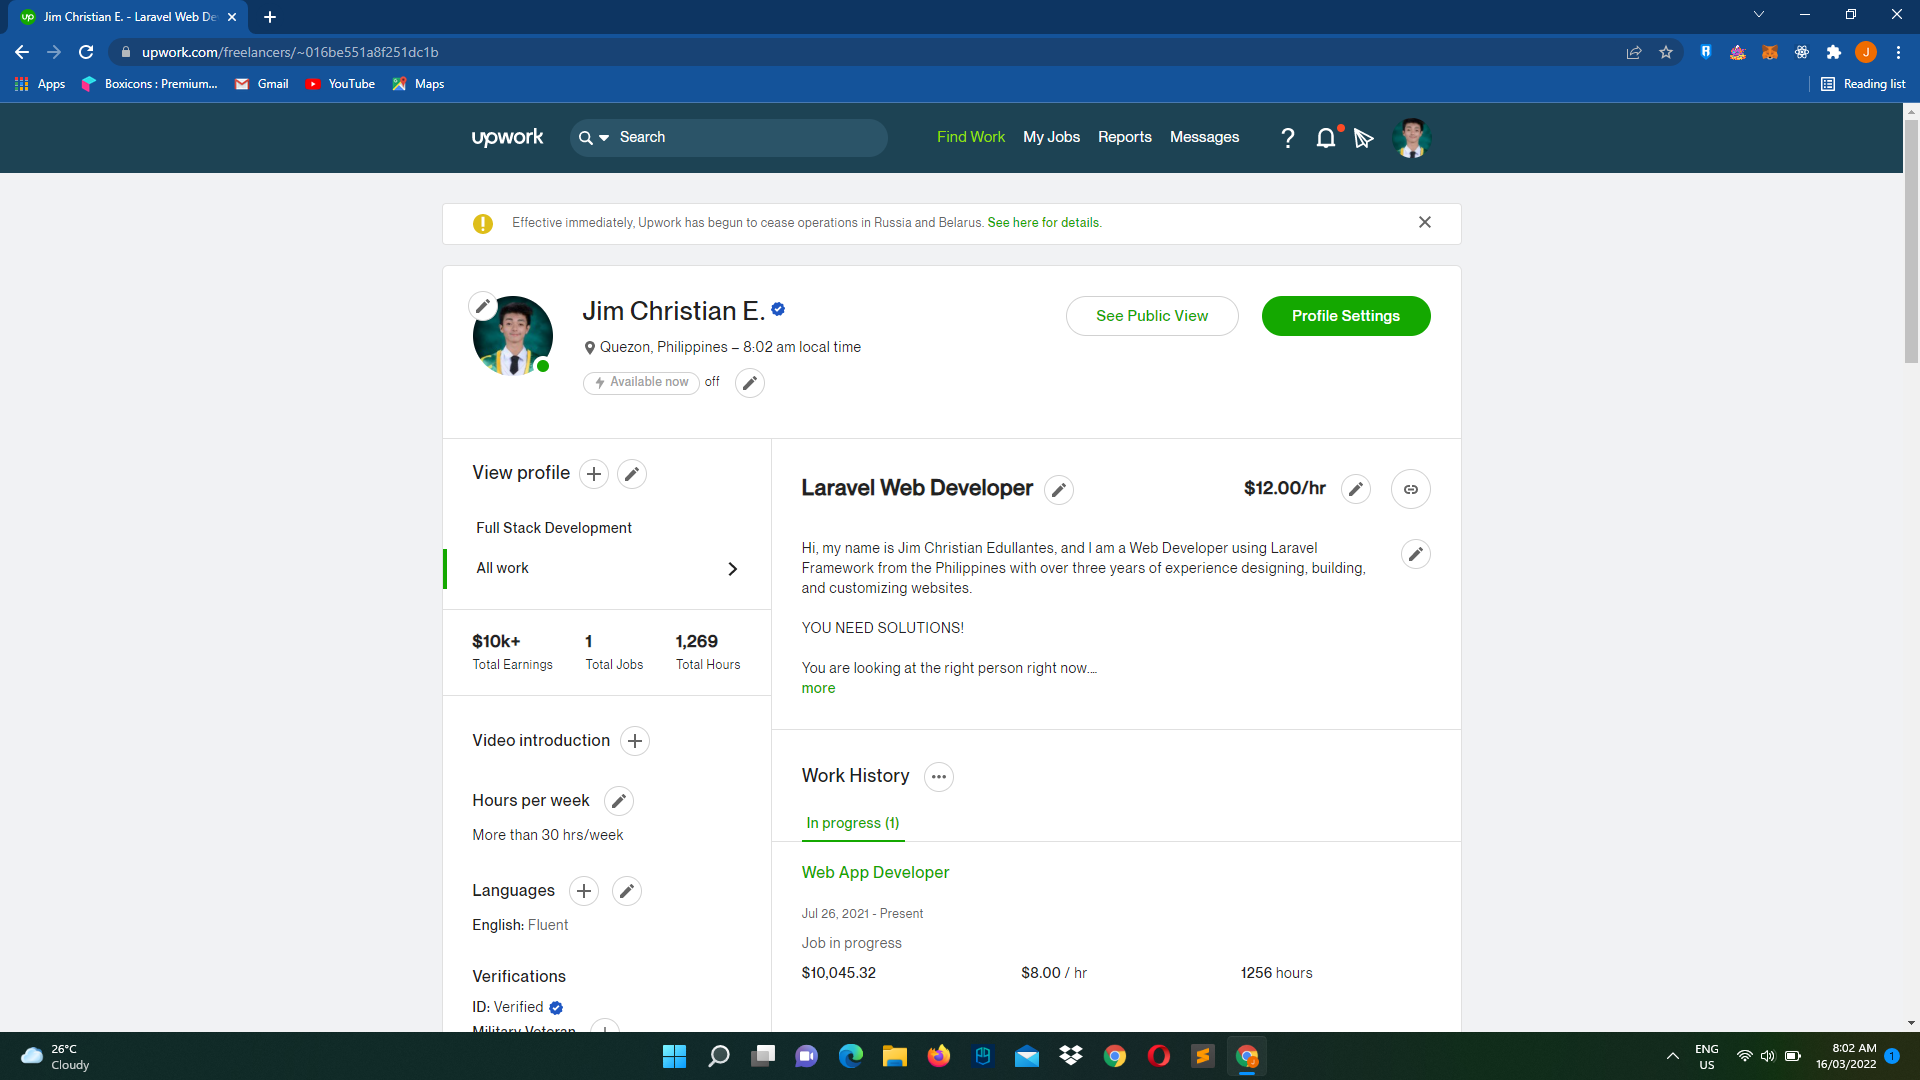 Jim Christian E. - Laravel Web De
upwork.com/freelancers/~016be551a8f251dc1b
Apps
Boxicons : Premium...
Gmail
YouTube
Maps
Reading list
upwork
Search
Find Work
My Jobs
Reports
Messages
Effective immediately, Upwork has begun to cease operations in Russia and Belarus. See here for details.
Jim Christian E.
Quezon, Philippines – 8:02 am local time
Available now off
See Public View
Profile Settings
View profile
Full Stack Development
All work
$10k+
Total Earnings
1
Total Jobs
1,269
Total Hours
Video introduction
Hours per week
More than 30 hrs/week
Languages
English: Fluent
Verifications
ID: Verified
Military Veteran
Laravel Web Developer
$12.00/hr
Hi, my name is Jim Christian Edullantes, and I am a Web Developer using Laravel
Framework from the Philippines with over three years of experience designing, building,
and customizing websites.
YOU NEED SOLUTIONS!
You are looking at the right person right now....
more
Work History
In progress (1)
Web App Developer
Jul 26, 2021 - Present
Job in progress
$10,045.32
$8.00 / hr
1256 hours
26°C
Cloudy
ENG
US
8:02 AM
16/03/2022
1